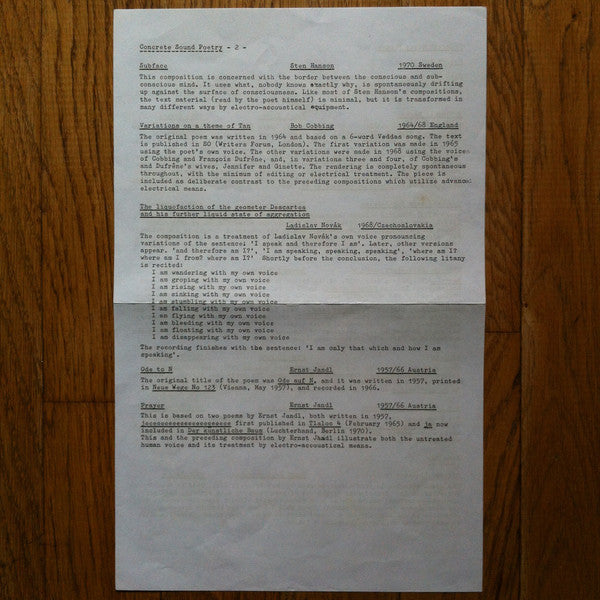 Concrete Sound Poetry - 2 -
Subface Sten Hanson 1970 Sweden
This composition is concerned with the border between the conscious and sub-
conscious mind. It uses what, nobody knows exactly why, is spontaneously drifting
up against the surface of consciousness. Like most of Sten Hanson's compositions,
the text material (read by the poet himself) is minimal, but it is transformed in
many different ways by electro-acoustical equipment.
Variations on a theme of Tan Bob Cobbing 1964/68 England
The original poem was written in 1964 and based on a 6-word Veddas song. The text
is published in 80 (Writers Forum, London). The first variation was made in 1965
using the poet's own voice. The other variations were made in 1968 using the voices
of Cobbing and François Dufrêne, and, in variations three and four, of Cobbing's
and Dufrêne's wives, Jennifer and Ginette. The rendering is completely spontaneous
throughout, with the minimum of editing or electrical treatment. The piece is
included as deliberate contrast to the preceding compositions which utilize advanced
electrical means.
The liquefaction of the geometer Descartes
and his further liquid state of aggregation
Ladislav Novák 1968/Czechoslovakia
The composition is a treatment of Ladislav Novák's own voice pronouncing
variations of the sentence: 'I speak and therefore I am'. Later, other versions
appear. 'and therefore am I?', 'I am speaking, speaking, speaking', 'where am I?
where am I from? where am I?' Shortly before the conclusion, the following litany
is recited:
I am wandering with my own voice
I am groping with my own voice
I am rising with my own voice
I am sinking with my own voice
I am stumbling with my own voice
I am falling with my own voice
I am flying with my own voice
I am bleeding with my own voice
I am floating with my own voice
I am disappearing with my own voice
The recording finishes with the sentence: 'I am only that which and how I am
speaking'.
Ode to N Ernst Jandl 1957/66 Austria
The original title of the poem was Ode auf N, and it was written in 1957, printed
in Neue Wege No 123 (Vienna, May 1957), and recorded in 1966.
Prayer Ernst Jandl 1957/66 Austria
This is based on two poems by Ernst Jandl, both written in 1952,
first published in Tlaloc 4 (February 1965) and ja now
included in Der künstliche Baum (Luchterhand, Berlin 1970).
This and the preceding composition by Ernst Jandl illustrate both the untreated
human voice and its treatment by electro-acoustical means.